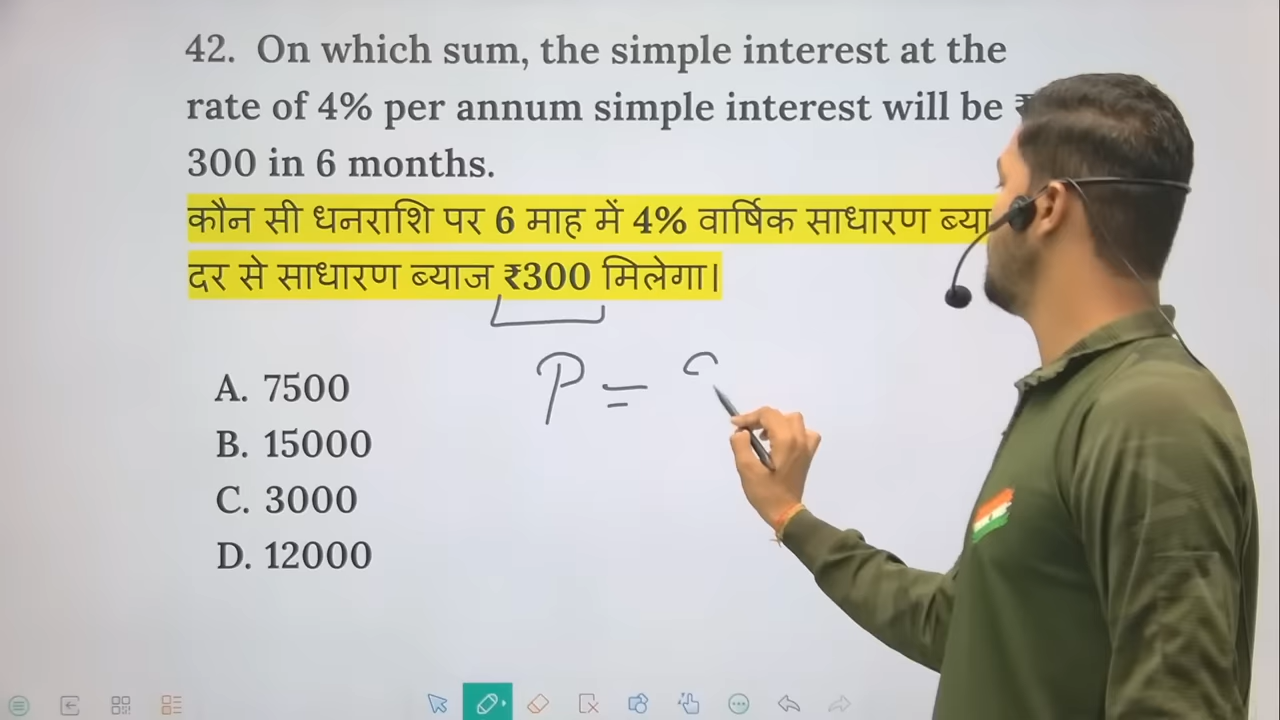 42. On which sum, the simple interest at the
rate of 4% per annum simple interest will be ₹
300 in 6 months.
कौन सी धनराशि पर 6 माह में 4% वार्षिक साधारण
दर से साधारण ब्याज ₹300 मिलेगा।
A. 7500
B. 15000
C. 3000
D. 12000
P =